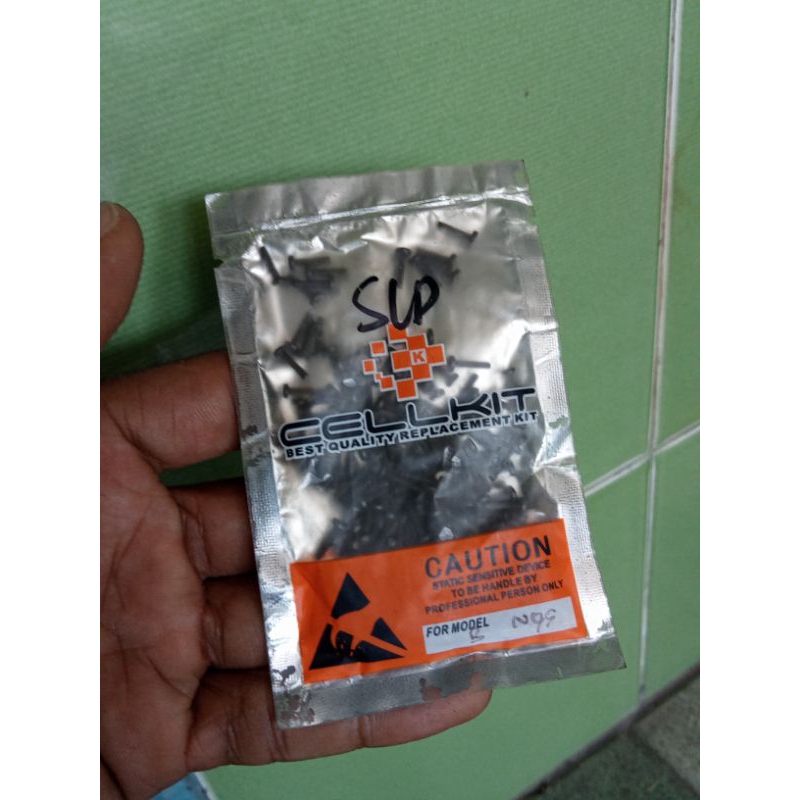 SUP
K
CELLKIT
BEST QUALITY REPLACEMENT KIT
CAUTION
STATIC SENSITIVE DEVICE
TO BE HANDLE BY
PROFESSIONAL PERSON ONLY
FOR MODEL